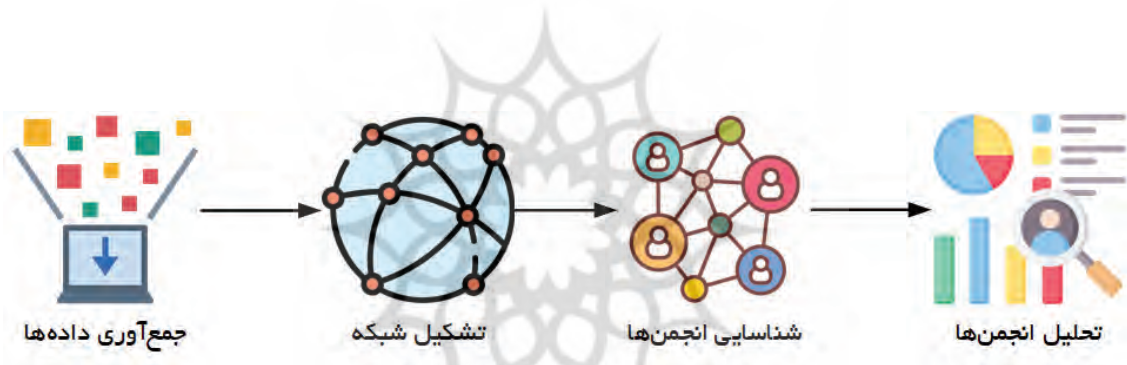 جمع‌آوری داده‌ها
تشکیل شبکه
شناسایی انجمن‌ها
تحلیل انجمن‌ها